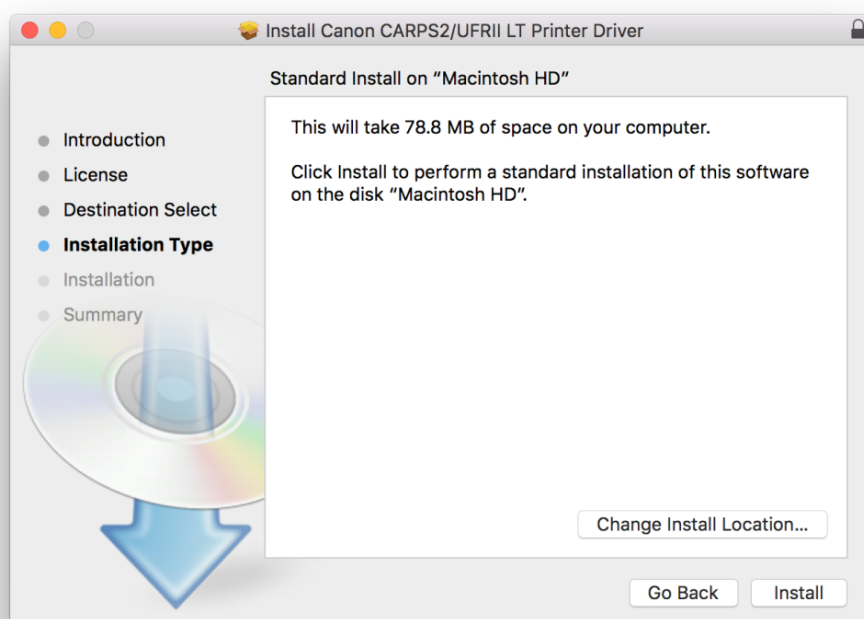 Install Canon CARPS2/UFRII LT Printer Driver
Standard Install on “Macintosh HD”
Introduction
License
Destination Select
Installation Type
Installation
Summary
This will take 78.8 MB of space on your computer.
Click Install to perform a standard installation of this software
on the disk “Macintosh HD”.
Change Install Location...
Go Back
Install